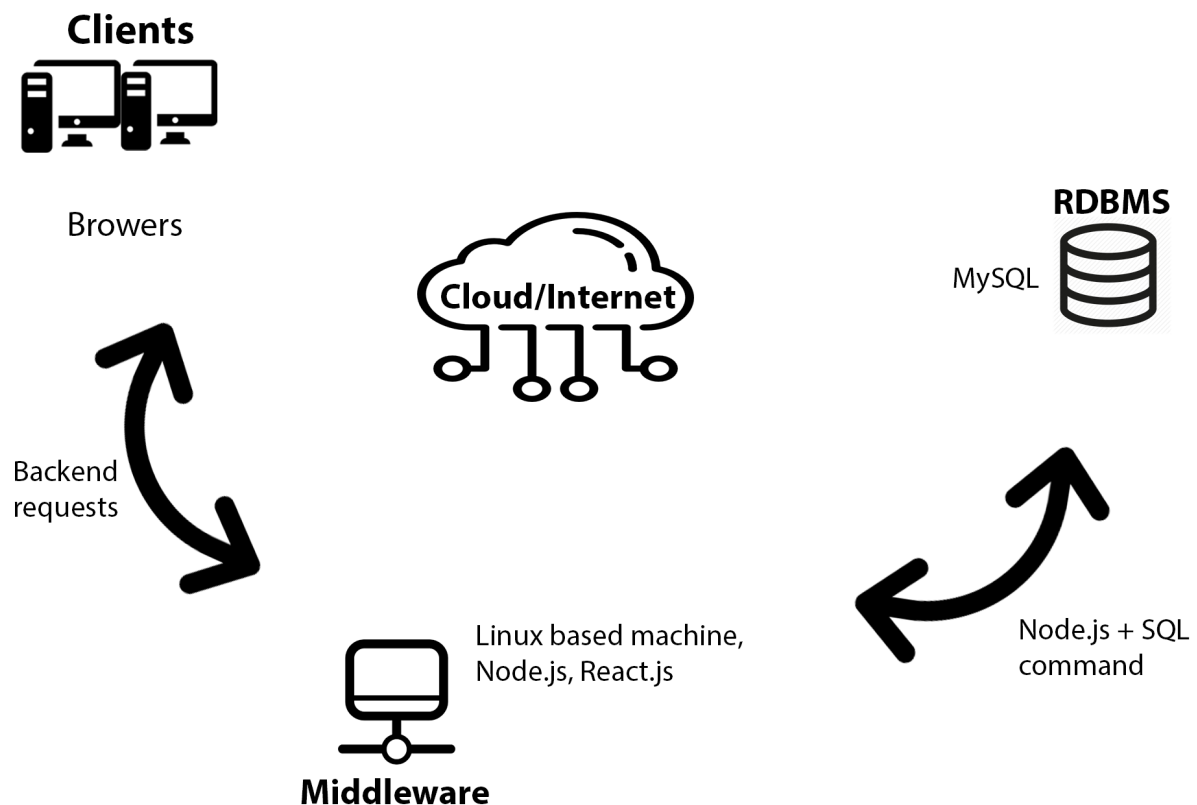 Clients
Browers
Cloud/Internet
RDBMS
MySQL
Backend
requests
Linux based machine,
Node.js, React.js
Middleware
Node.js + SQL
command